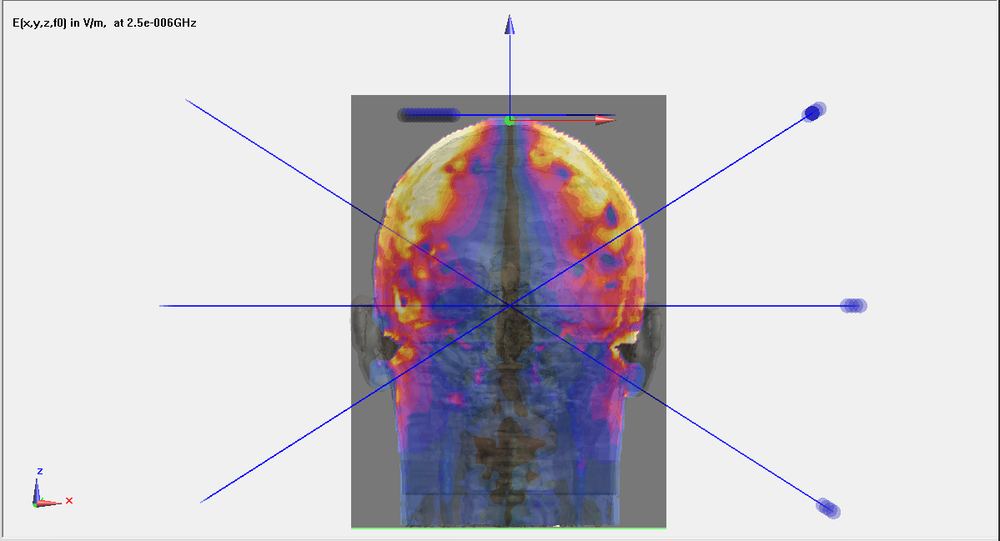 E(x,y,z,f0) in V/m,  at 2.5e-006GHz
z
x